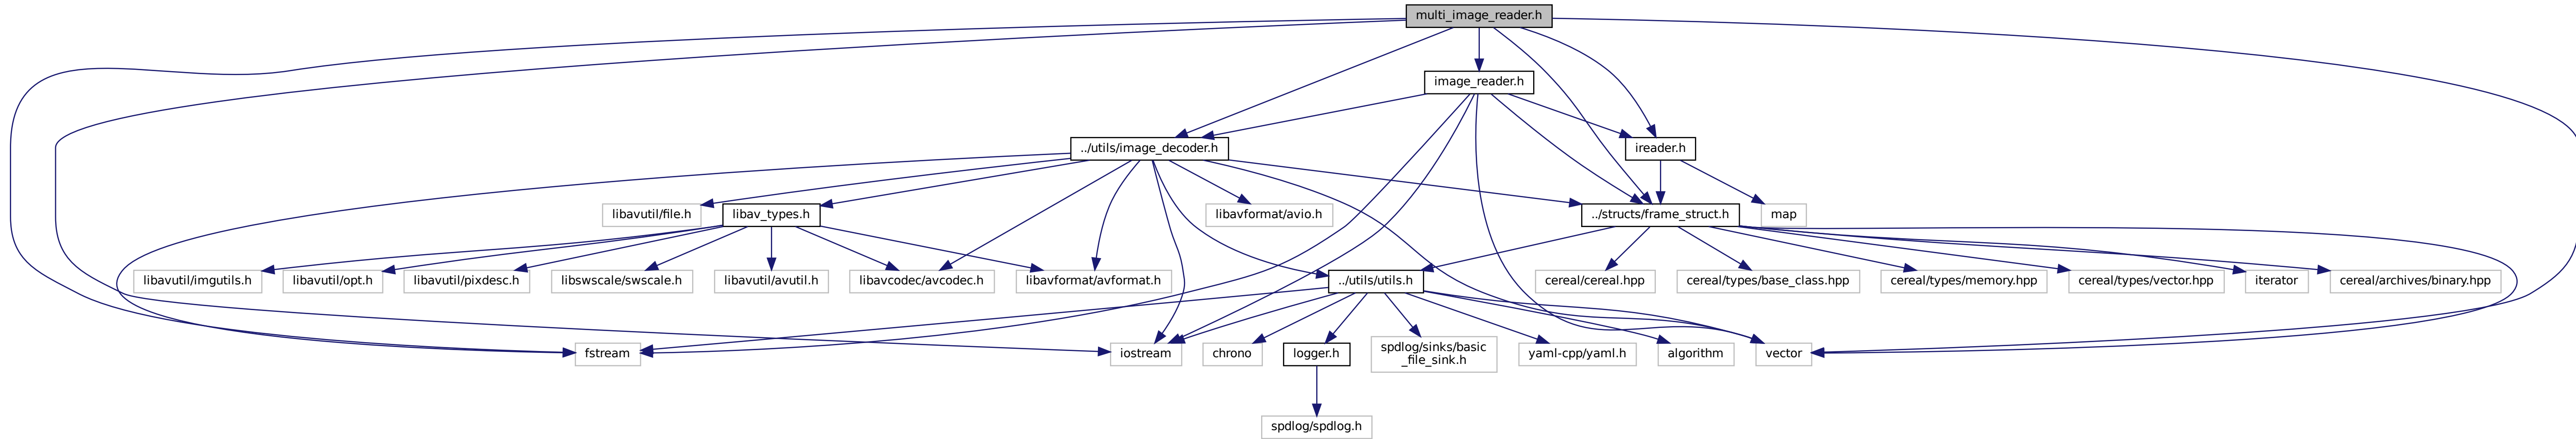 multi_image_reader.h
image_reader.h
../utils/image_decoder.h
ireader.h
libavutil/file.h
libav_types.h
libavformat/avio.h
../structs/frame_struct.h
map
libavutil/imgutils.h
libavutil/opt.h
libavutil/pixdesc.h
libswscale/swscale.h
libavutil/avutil.h
libavcodec/avcodec.h
libavformat/avformat.h
../utils/utils.h
cereal/cereal.hpp
cereal/types/base_class.hpp
cereal/types/memory.hpp
cereal/types/vector.hpp
iterator
cereal/archives/binary.hpp
fstream
iostream
chrono
logger.h
spdlog/sinks/basic
_file_sink.h
yaml-cpp/yaml.h
algorithm
vector
spdlog/spdlog.h